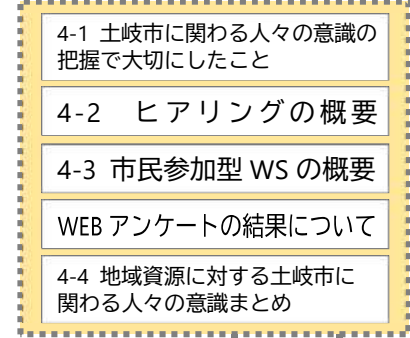 4-1 土岐市に関わる人々の意識の
把握で大切にしたこと
4-2 ヒアリングの概要
4-3 市民参加型 WS の概要
WEB アンケートの結果について
4-4 地域資源に対する土岐市に
関わる人々の意識まとめ